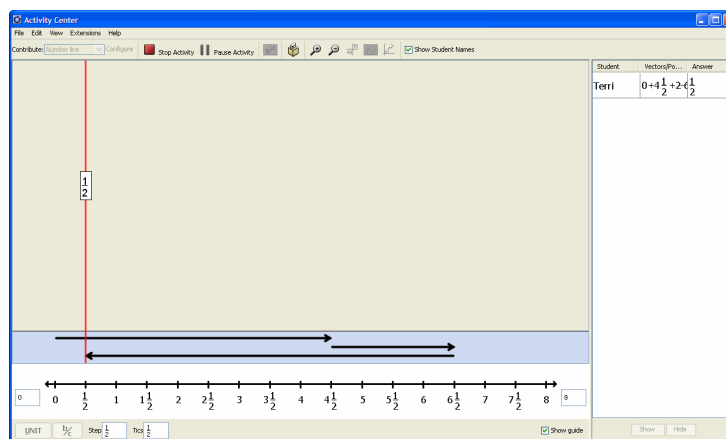 Activity Center
File Edit View Extensions Help
Contribute: Number line Configure Stop Activity Pause Activity Show Student Names
Student Vectors/Po... Answer
Terri 0+4 1/2 +2-6 1/2
1/2
0 0 1/2 1 1 1/2 2 2 1/2 3 3 1/2 4 4 1/2 5 5 1/2 6 6 1/2 7 7 1/2 8 8
UNIT b/c Step 1/2 Tics 1/2 Show guide Show Hide